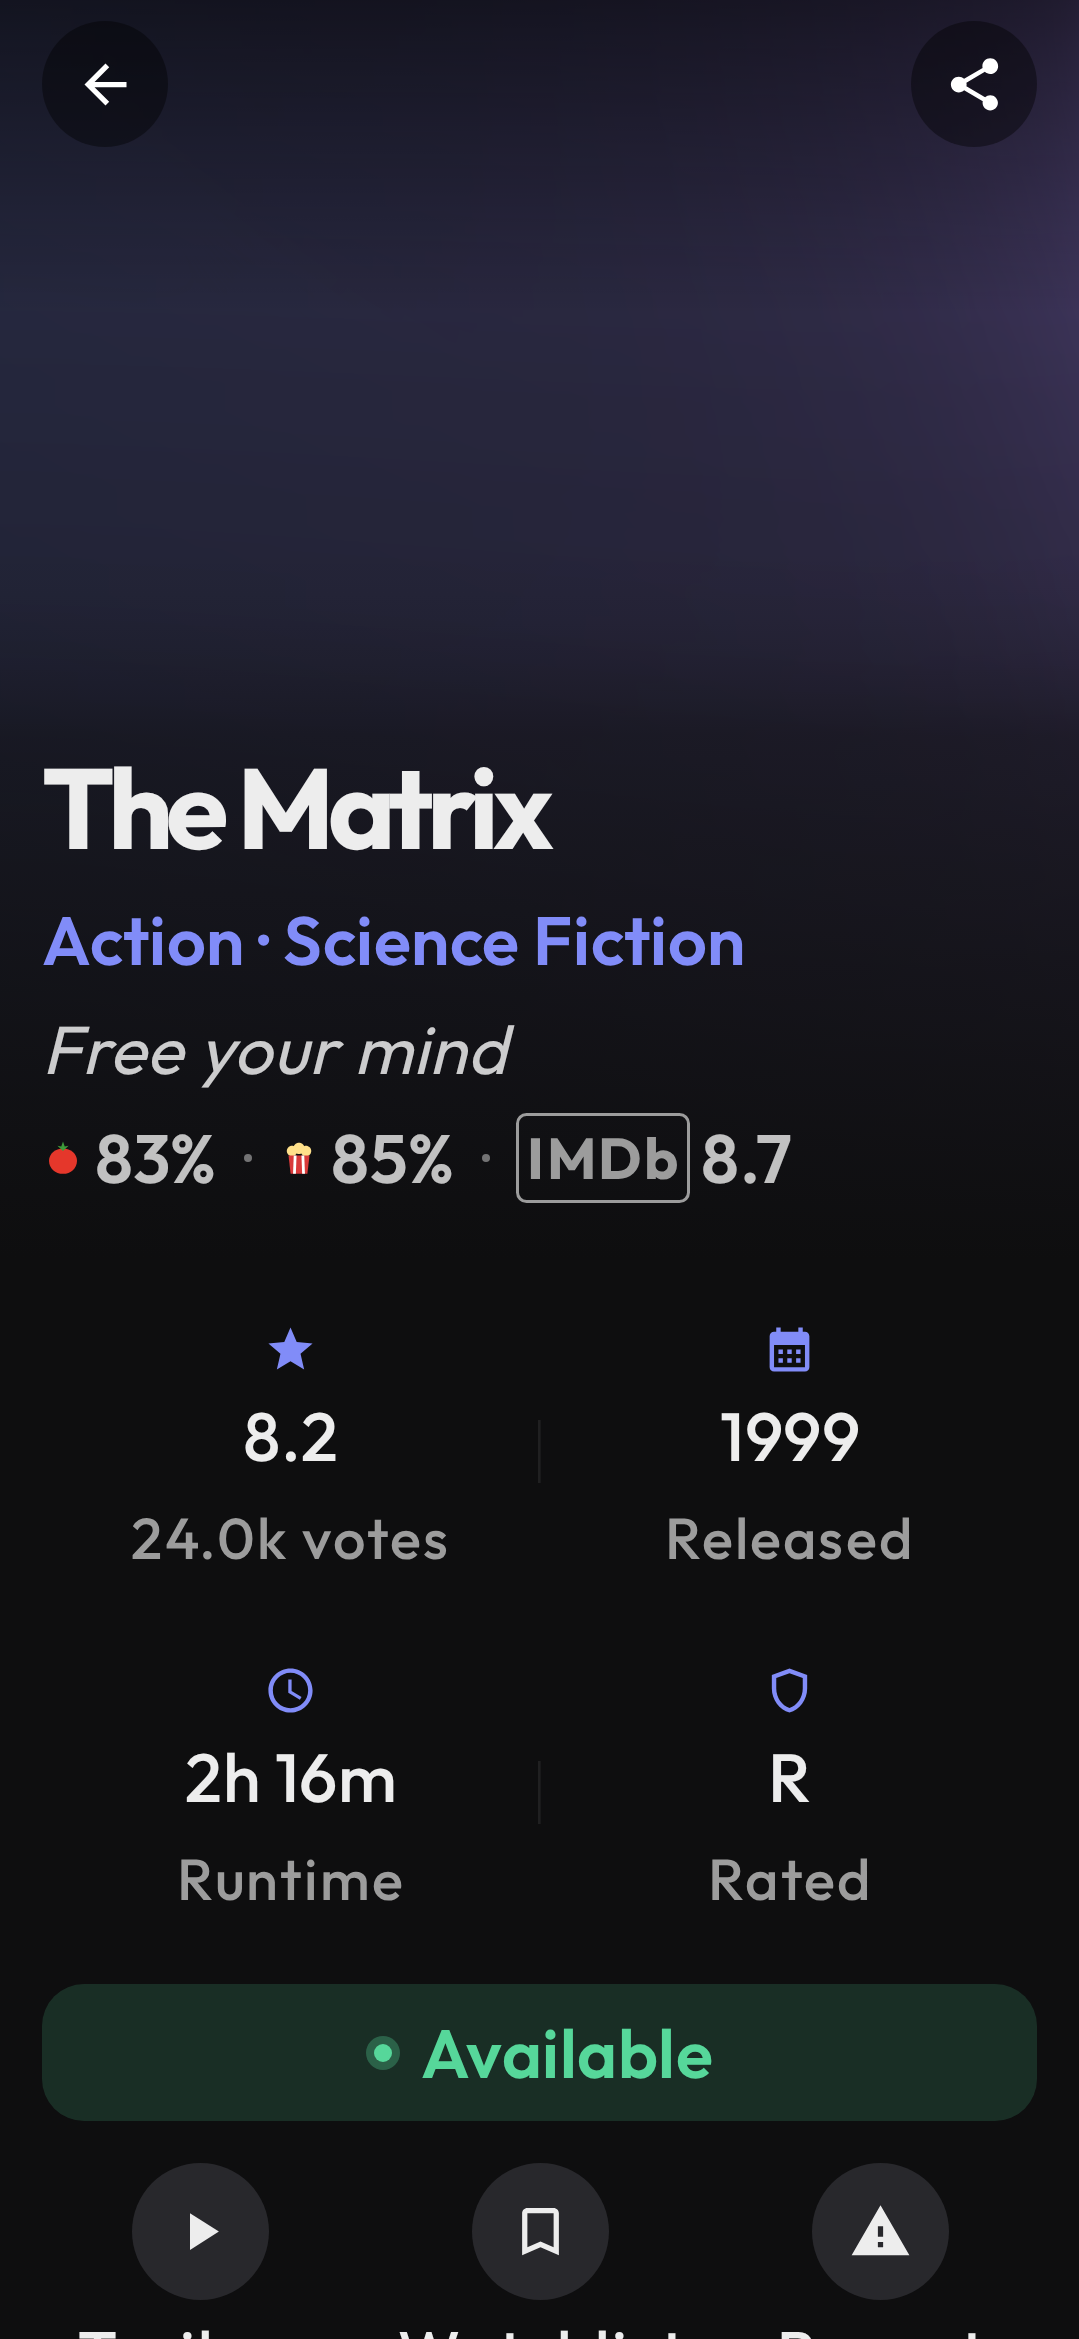 The Matrix
Action · Science Fiction
Free your mind
83% · 85% · IMDb 8.7
8.2
24.0k votes
1999
Released
2h 16m
Runtime
R
Rated
Available